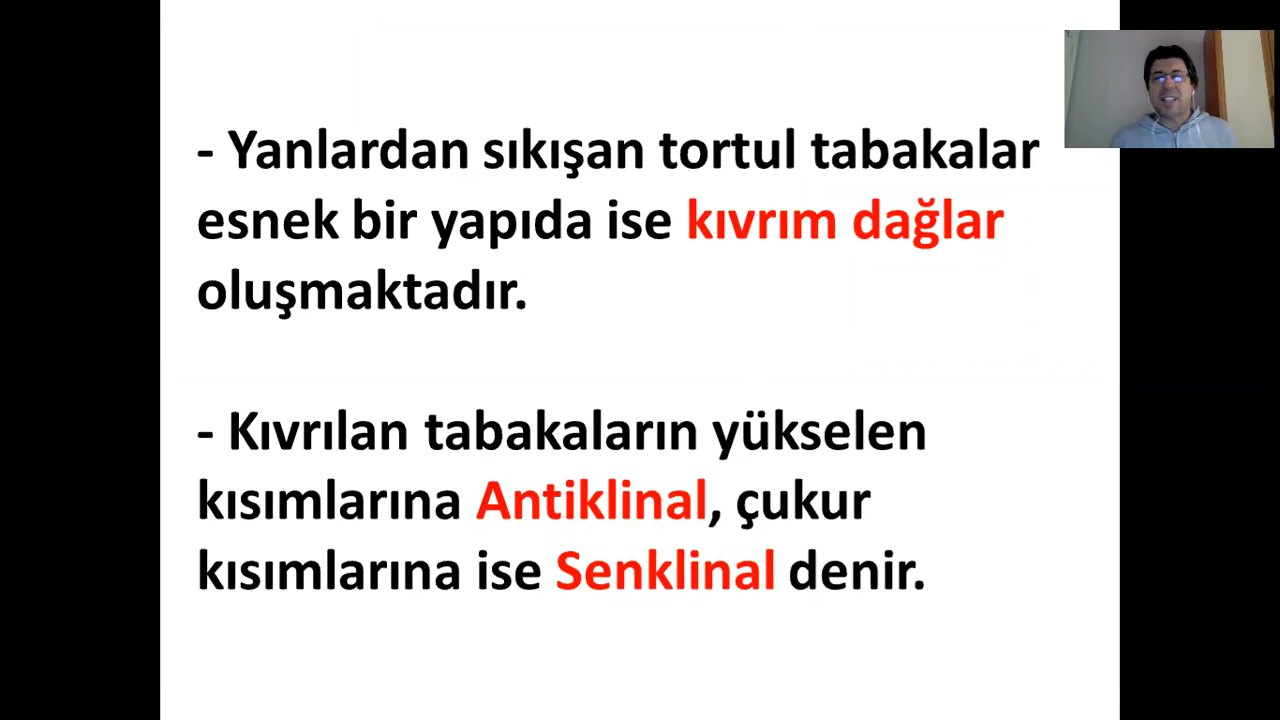 - Yanlardan sıkışan tortul tabakalar
esnek bir yapıda ise kıvrım dağlar
oluşmaktadır.
- Kıvrılan tabakaların yükselen
kısımlarına Antiklinal, çukur
kısımlarına ise Senklinal denir.